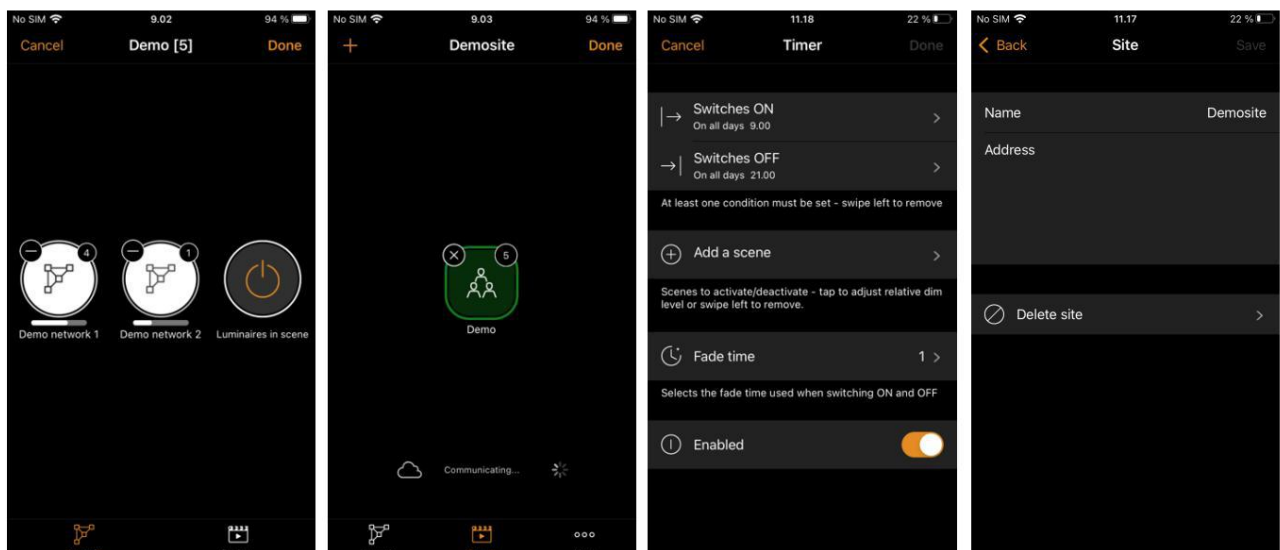 No SIM 9.02 94 %
Cancel Demo [5] Done
4
1
Demo network 1
Demo network 2
Luminaires in scene
No SIM 9.03 94 %
+ Demosite Done
5
Demo
Communicating...
No SIM 11.18 22 %
Cancel Timer Done
Switches ON
On all days 9.00
Switches OFF
On all days 21.00
At least one condition must be set - swipe left to remove
Add a scene
Scenes to activate/deactivate - tap to adjust relative dim
level or swipe left to remove.
Fade time 1
Selects the fade time used when switching ON and OFF
Enabled
No SIM 11.17 22 %
Back Site Save
Name Demosite
Address
Delete site